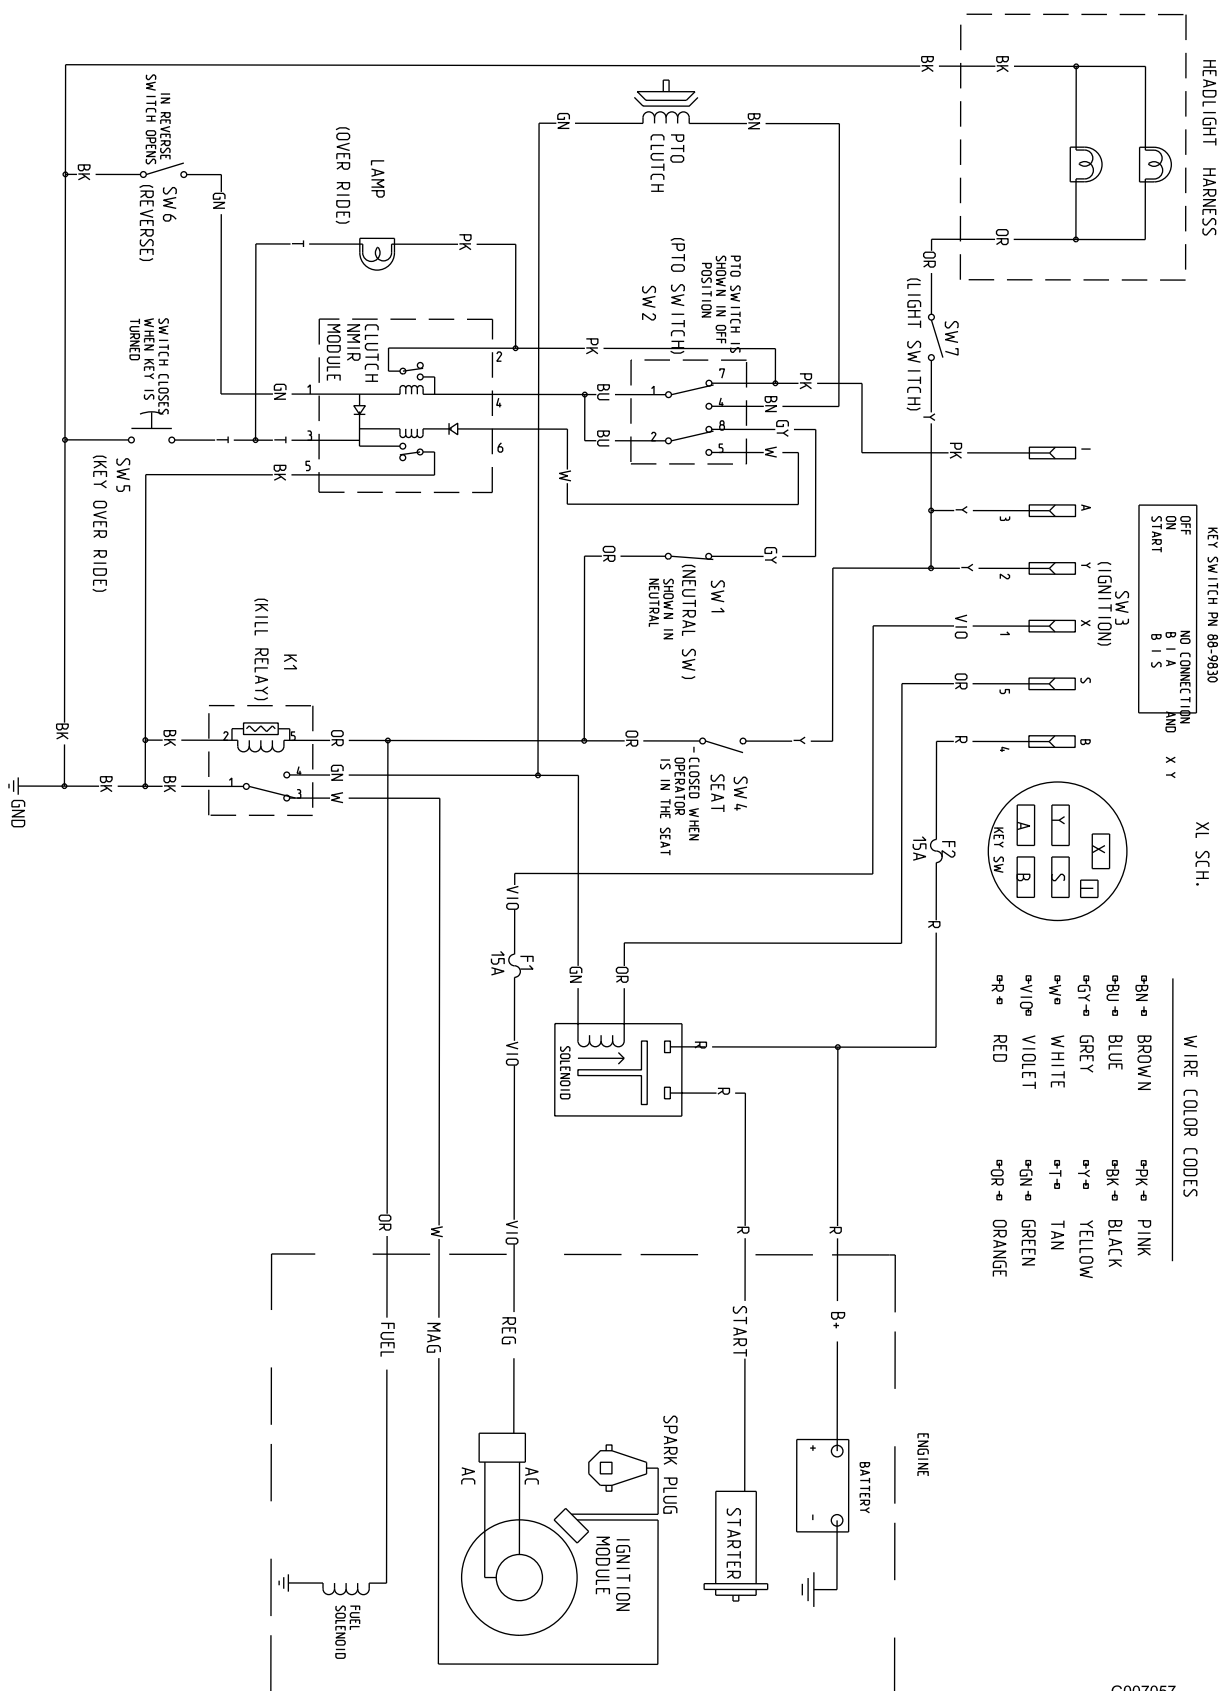 HEADLIGHT HARNESS
BK
BK
OR
OR
SW7
(LIGHT SWITCH)
Y
IN REVERSE
SWITCH OPENS
SW6
(REVERSE)
BK
GN
GN
PTO
CLUTCH
BN
LAMP
(OVER RIDE)
T
PK
PTO SWITCH IS
SHOWN IN OFF
POSITION
SW2
(PTO SWITCH)
CLUTCH
NMIR
MODULE
2
1
4
3
6
5
SWITCH CLOSES
WHEN KEY IS
TURNED
SW5
(KEY OVER RIDE)
T
T
GN
BK
PK
BU
BU
W
1
2
7
4
8
5
PK
BN
GY
W
PK
I
A
Y
X
S
B
3
2
1
5
4
Y
Y
VIO
OR
R
KEY SWITCH PN 88-9830
OFF NO CONNECTION
ON B I A AND X Y
START B I S
SW3
(IGNITION)
OR
GY
SW1
(NEUTRAL SW)
SHOWN IN
NEUTRAL
K1
(KILL RELAY)
2
5
1
4
3
BK
BK
BK
BK
GND
OR
GN
W
OR
Y
SW4
SEAT
- CLOSED WHEN
OPERATOR
IS IN THE SEAT
F2
15A
R
XL SCH.
X
Y
A
I
S
B
KEY SW
VIO
F1
15A
VIO
GN
OR
SOLENOID
R
R
WIRE COLOR CODES
BN BROWN
BU BLUE
GY GREY
W WHITE
VIO VIOLET
R RED
PK PINK
BK BLACK
Y YELLOW
T TAN
GN GREEN
OR ORANGE
OR
W
VIO
R
R
FUEL
MAG
REG
START
B+
ENGINE
BATTERY
+
-
SPARK PLUG
AC
AC
IGNITION
MODULE
STARTER
FUEL
SOLENOID